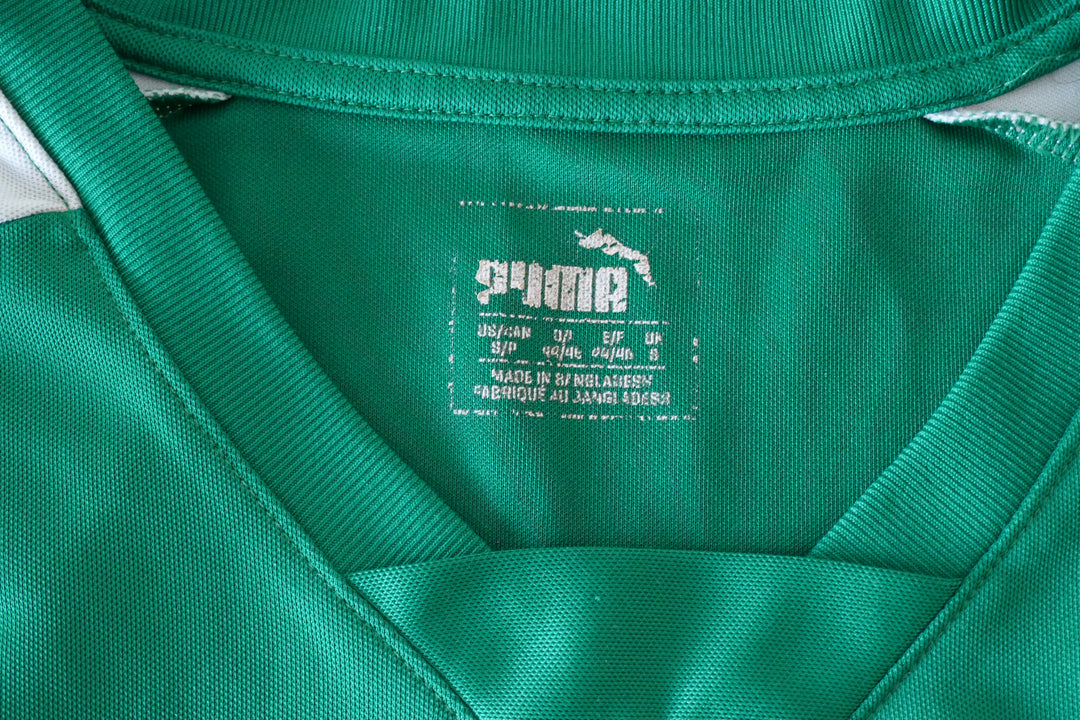 PUMA
US/CAN D/I E/F UK
S/P 44/46 44/46 S
MADE IN BANGLADESH
FABRIQUÉ AU BANGLADESH